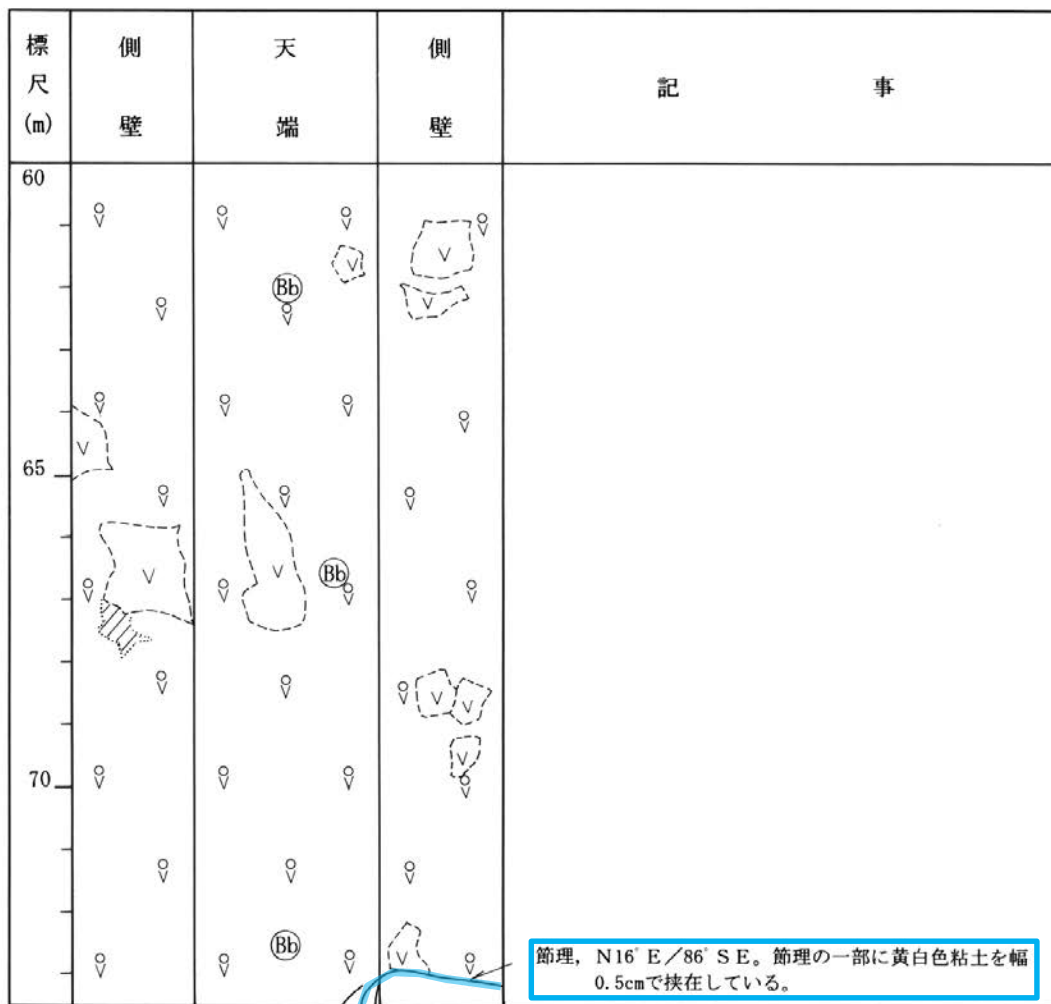 標尺(m)
側壁
天端
側壁
記事
60
Bb
65
Bb
70
Bb
節理, N16°E/86°SE。節理の一部に黄白色粘土を幅
0.5cmで挟在している。